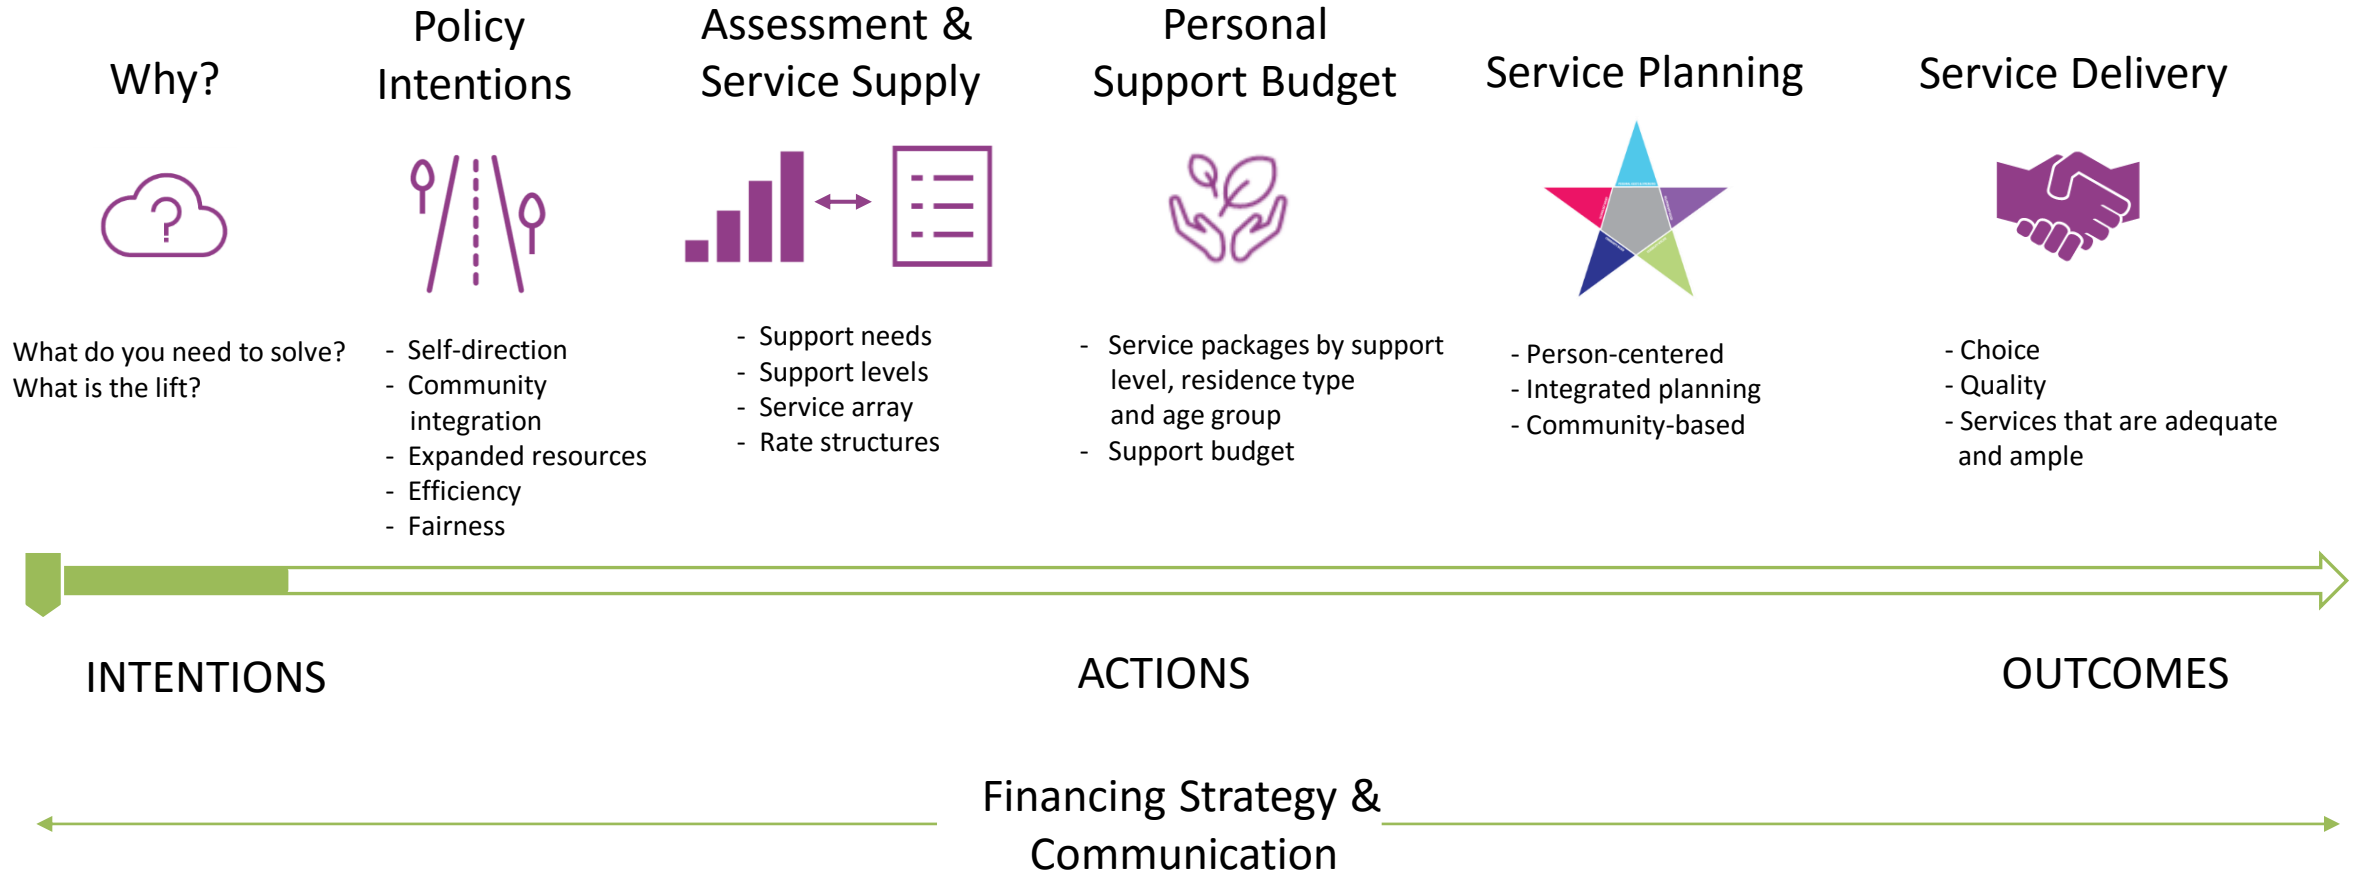 Why?
What do you need to solve?
What is the lift?
Policy
Intentions
- Self-direction
- Community
integration
- Expanded resources
- Efficiency
- Fairness
Assessment &
Service Supply
- Support needs
- Support levels
- Service array
- Rate structures
Personal
Support Budget
- Service packages by support
level, residence type
and age group
- Support budget
Service Planning
- Person-centered
- Integrated planning
- Community-based
Service Delivery
- Choice
- Quality
- Services that are adequate
and ample
INTENTIONS
ACTIONS
OUTCOMES
Financing Strategy &
Communication